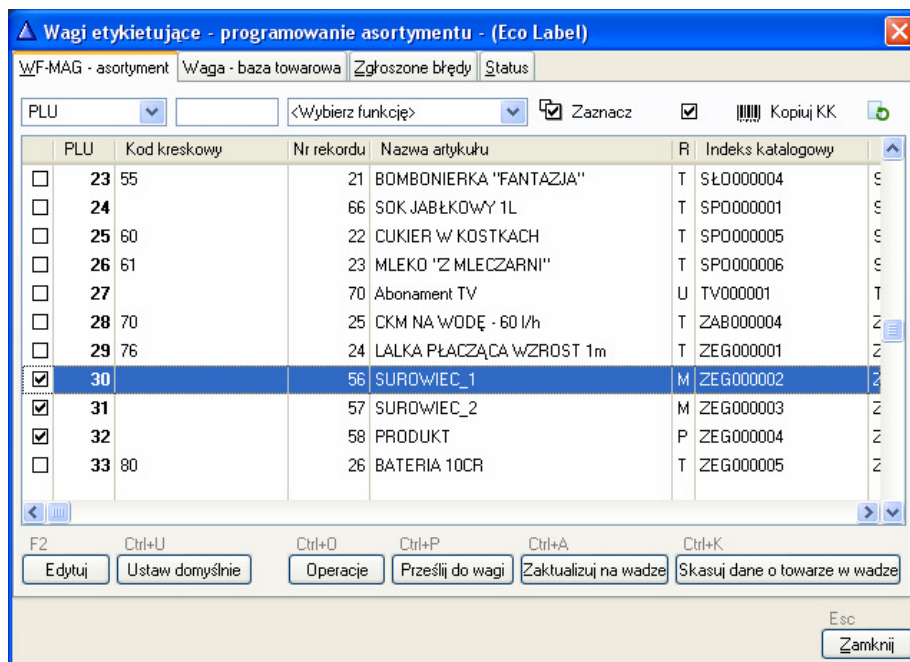 Wagi etykietujące - programowanie asortymentu - (Eco Label)
WF-MAG - asortyment Waga - baza towarowa Zgłoszone błędy Status
PLU <Wybierz funkcję> Zaznacz Kopiuj KK
PLU Kod kreskowy Nr rekordu Nazwa artykułu R Indeks katalogowy
23 55 21 BOMBONIERKA "FANTAZJA" T SŁO000004 S
24 66 SOK JABŁKOWY 1L T SPO000001 S
25 60 22 CUKIER W KOSTKACH T SPO000005 S
26 61 23 MLEKO "Z MLECZARNI" T SPO000006 S
27 70 Abonament TV U TV000001 T
28 70 25 CKM NA WODĘ - 60 l/h T ZAB000004 Z
29 76 24 LALKA PŁACZĄCA WZROST 1m T ZEG000001 Z
30 56 SUROWIEC_1 M ZEG000002 Z
31 57 SUROWIEC_2 M ZEG000003 Z
32 58 PRODUKT P ZEG000004 Z
33 80 26 BATERIA 10CR T ZEG000005 Z
F2 Ctrl+U Ctrl+O Ctrl+P Ctrl+A Ctrl+K
Edytuj Ustaw domyślnie Operacje Prześlij do wagi Zaktualizuj na wadze Skasuj dane o towarze w wadze
Esc
Zamknij